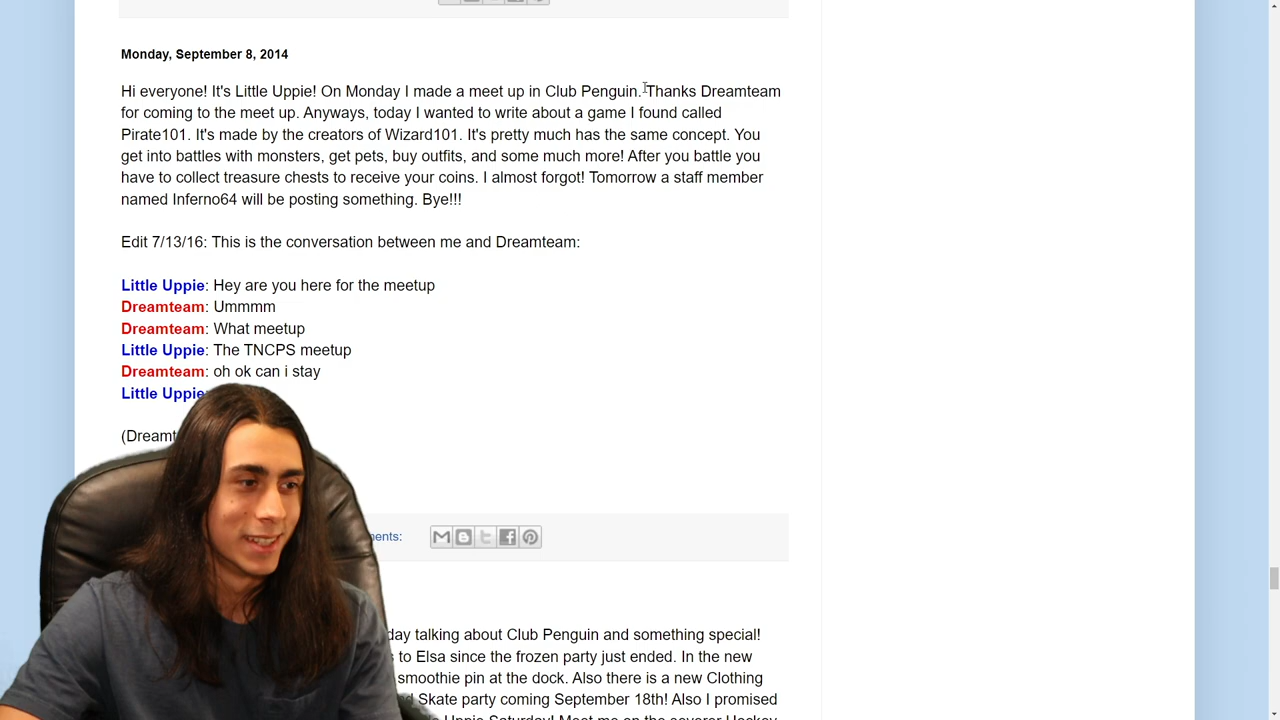 Monday, September 8, 2014
Hi everyone! It's Little Uppie! On Monday I made a meet up in Club Penguin. Thanks Dreamteam
for coming to the meet up. Anyways, today I wanted to write about a game I found called
Pirate101. It's made by the creators of Wizard101. It's pretty much has the same concept. You
get into battles with monsters, get pets, buy outfits, and some much more! After you battle you
have to collect treasure chests to receive your coins. I almost forgot! Tomorrow a staff member
named Inferno64 will be posting something. Bye!!!
Edit 7/13/16: This is the conversation between me and Dreamteam:
Little Uppie: Hey are you here for the meetup
Dreamteam: Ummmm
Dreamteam: What meetup
Little Uppie: The TNCPS meetup
Dreamteam: oh ok can i stay
Little Uppie
(Dreamt
day talking about Club Penguin and something special!
to Elsa since the frozen party just ended. In the new
smoothie pin at the dock. Also there is a new Clothing
Skate party coming September 18th! Also I promised
Uppie Saturday! Meet me on the